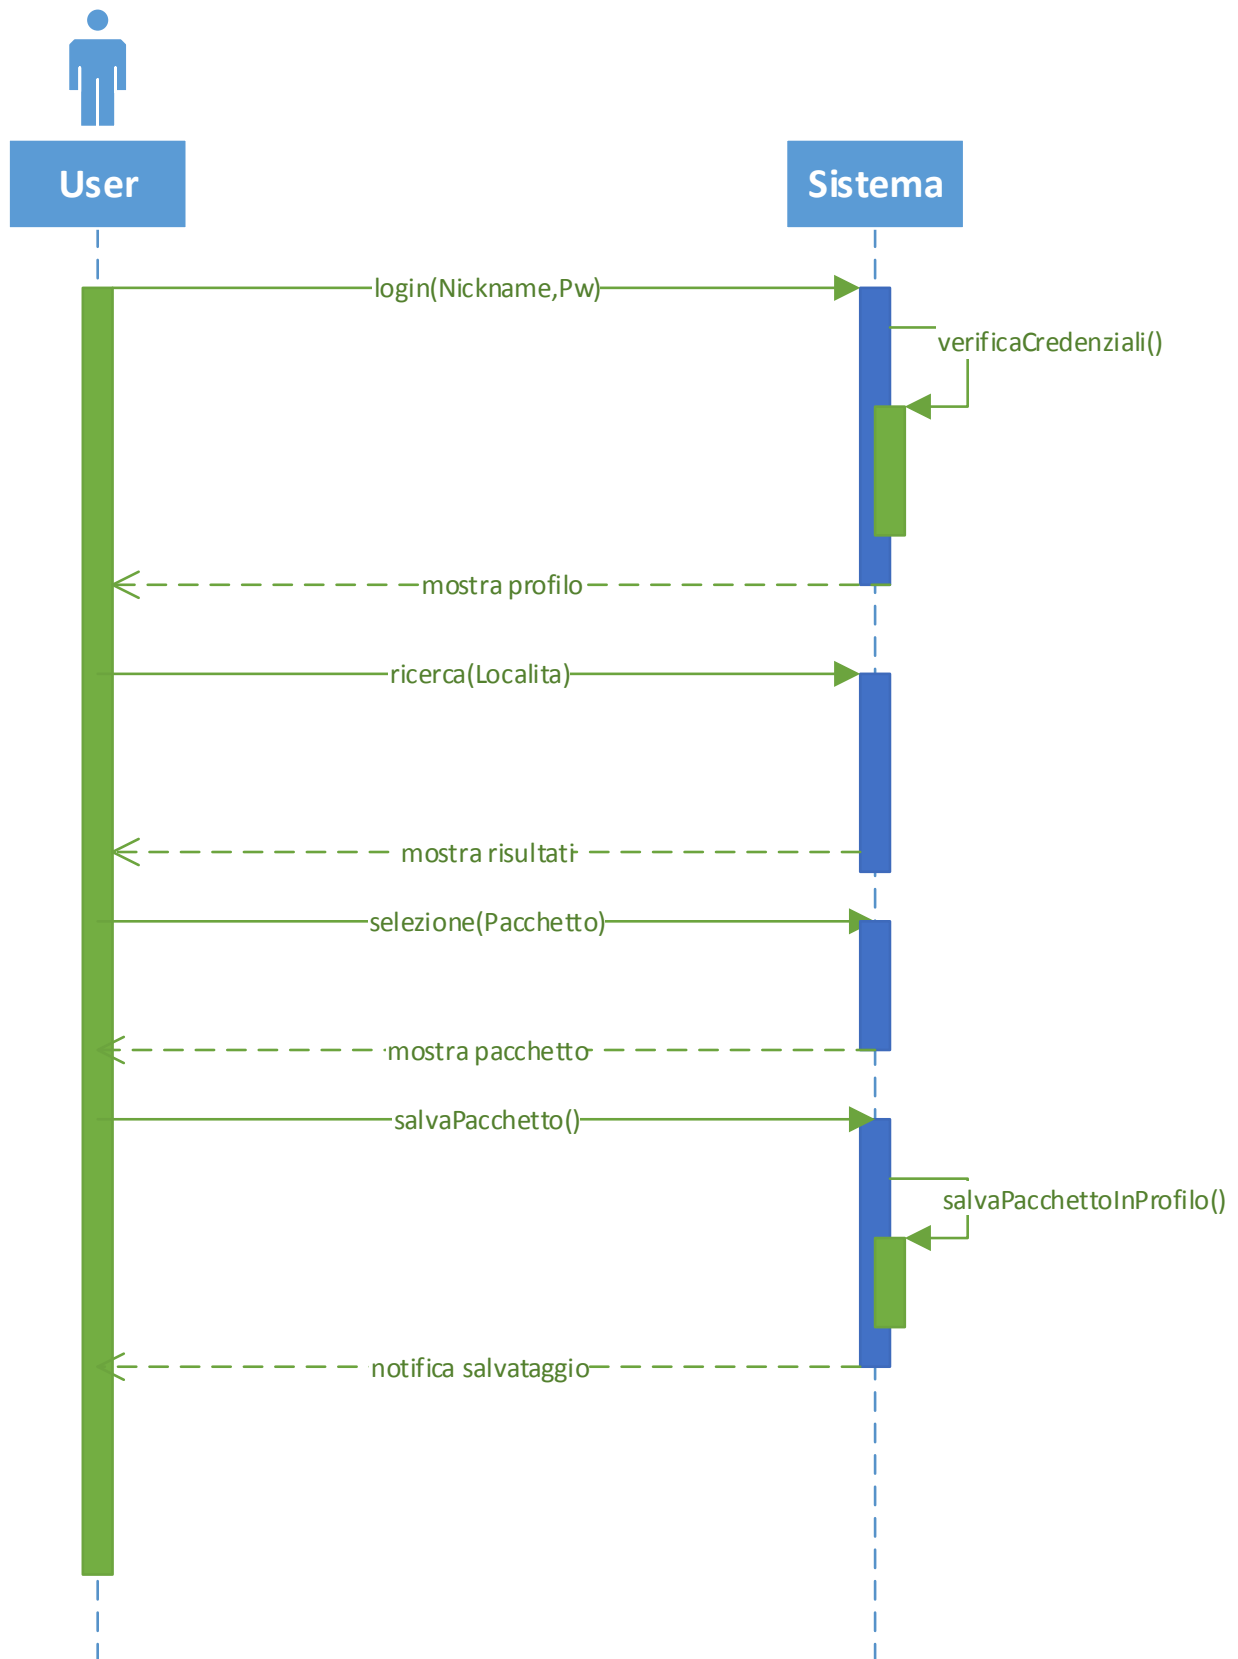 User
Sistema
login(Nickname,Pw)
verificaCredenziali()
mostra profilo
ricerca(Localita)
mostra risultati
selezione(Pacchetto)
mostra pacchetto
salvaPacchetto()
salvaPacchettoInProfilo()
notifica salvataggio